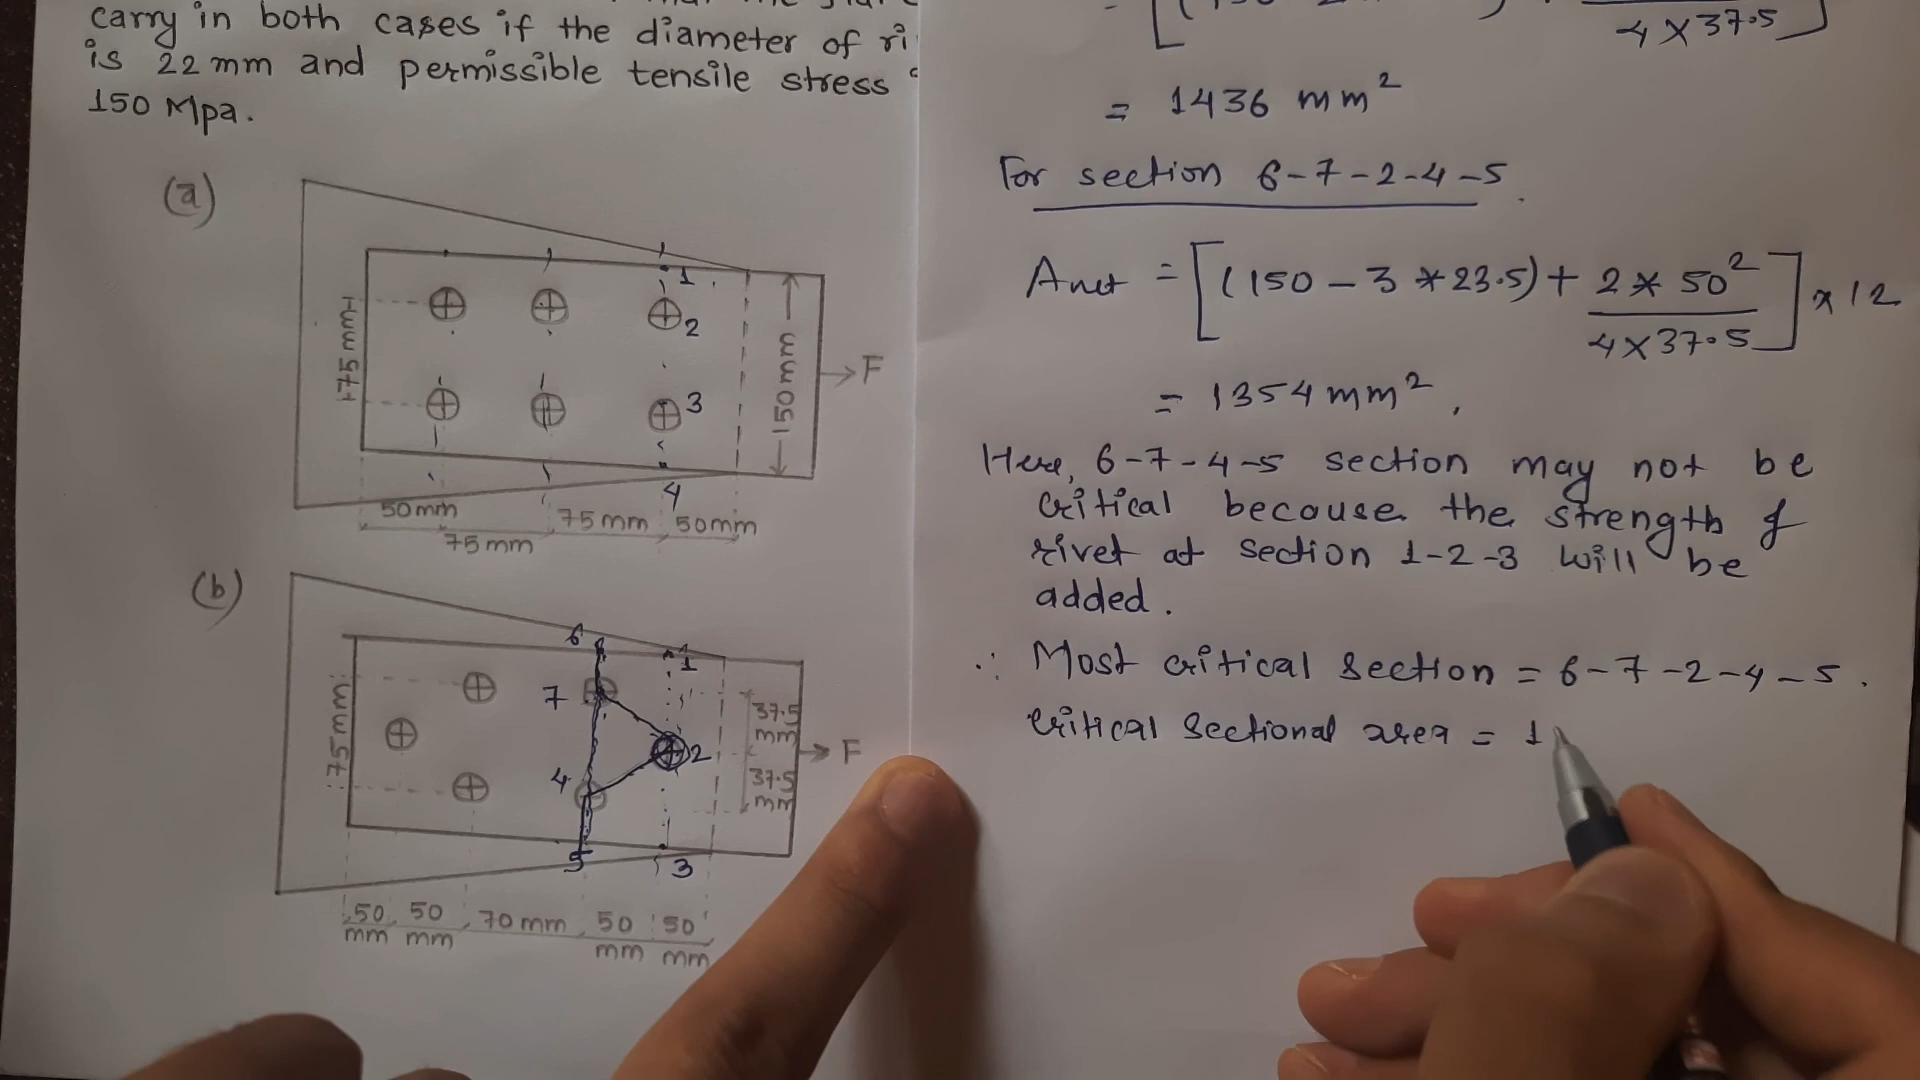 carry in both cases if the diameter of ri
is 22 mm and permissible tensile stress
150 Mpa.
(a)
1
2
3
4
75 mm
150 mm
F
50 mm
75 mm
75 mm
50 mm
(b)
6
1
7
2
4
5
3
75 mm
37.5
mm
37.5
mm
F
50
mm
50
mm
70 mm
50
mm
50
mm
4 X 37.5
= 1436 mm²
For section 6-7-2-4-5.
Anet = [(150 - 3 * 23.5) + 2 * 50² / 4 X 37.5] x 12
= 1354 mm².
Here, 6-7-4-5 section may not be
critical because the strength of
rivet at section 1-2-3 will be
added.
∴ Most critical section = 6-7-2-4-5.
critical sectional area = 1